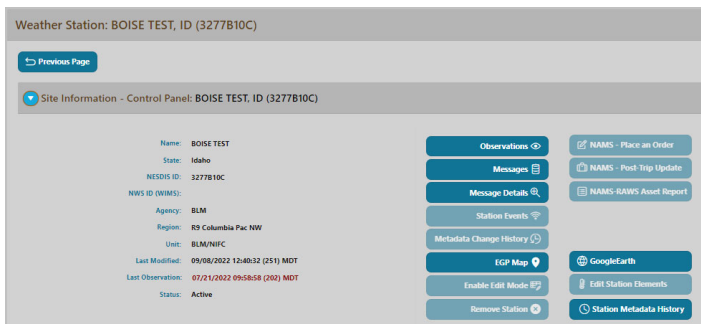 Weather Station: BOISE TEST, ID (3277B10C)
Previous Page
Site Information - Control Panel: BOISE TEST, ID (3277B10C)
Name: BOISE TEST
State: Idaho
NESDIS ID: 3277B10C
NWS ID (WIMS):
Agency: BLM
Region: R9 Columbia Pac NW
Unit: BLM/NIFC
Last Modified: 09/08/2022 12:40:32 (251) MDT
Last Observation: 07/21/2022 09:58:58 (202) MDT
Status: Active
Observations
Messages
Message Details
Station Events
Metadata Change History
EGP Map
Enable Edit Mode
Remove Station
NAMS - Place an Order
NAMS - Post-Trip Update
NAMS-RAWS Asset Report
GoogleEarth
Edit Station Elements
Station Metadata History